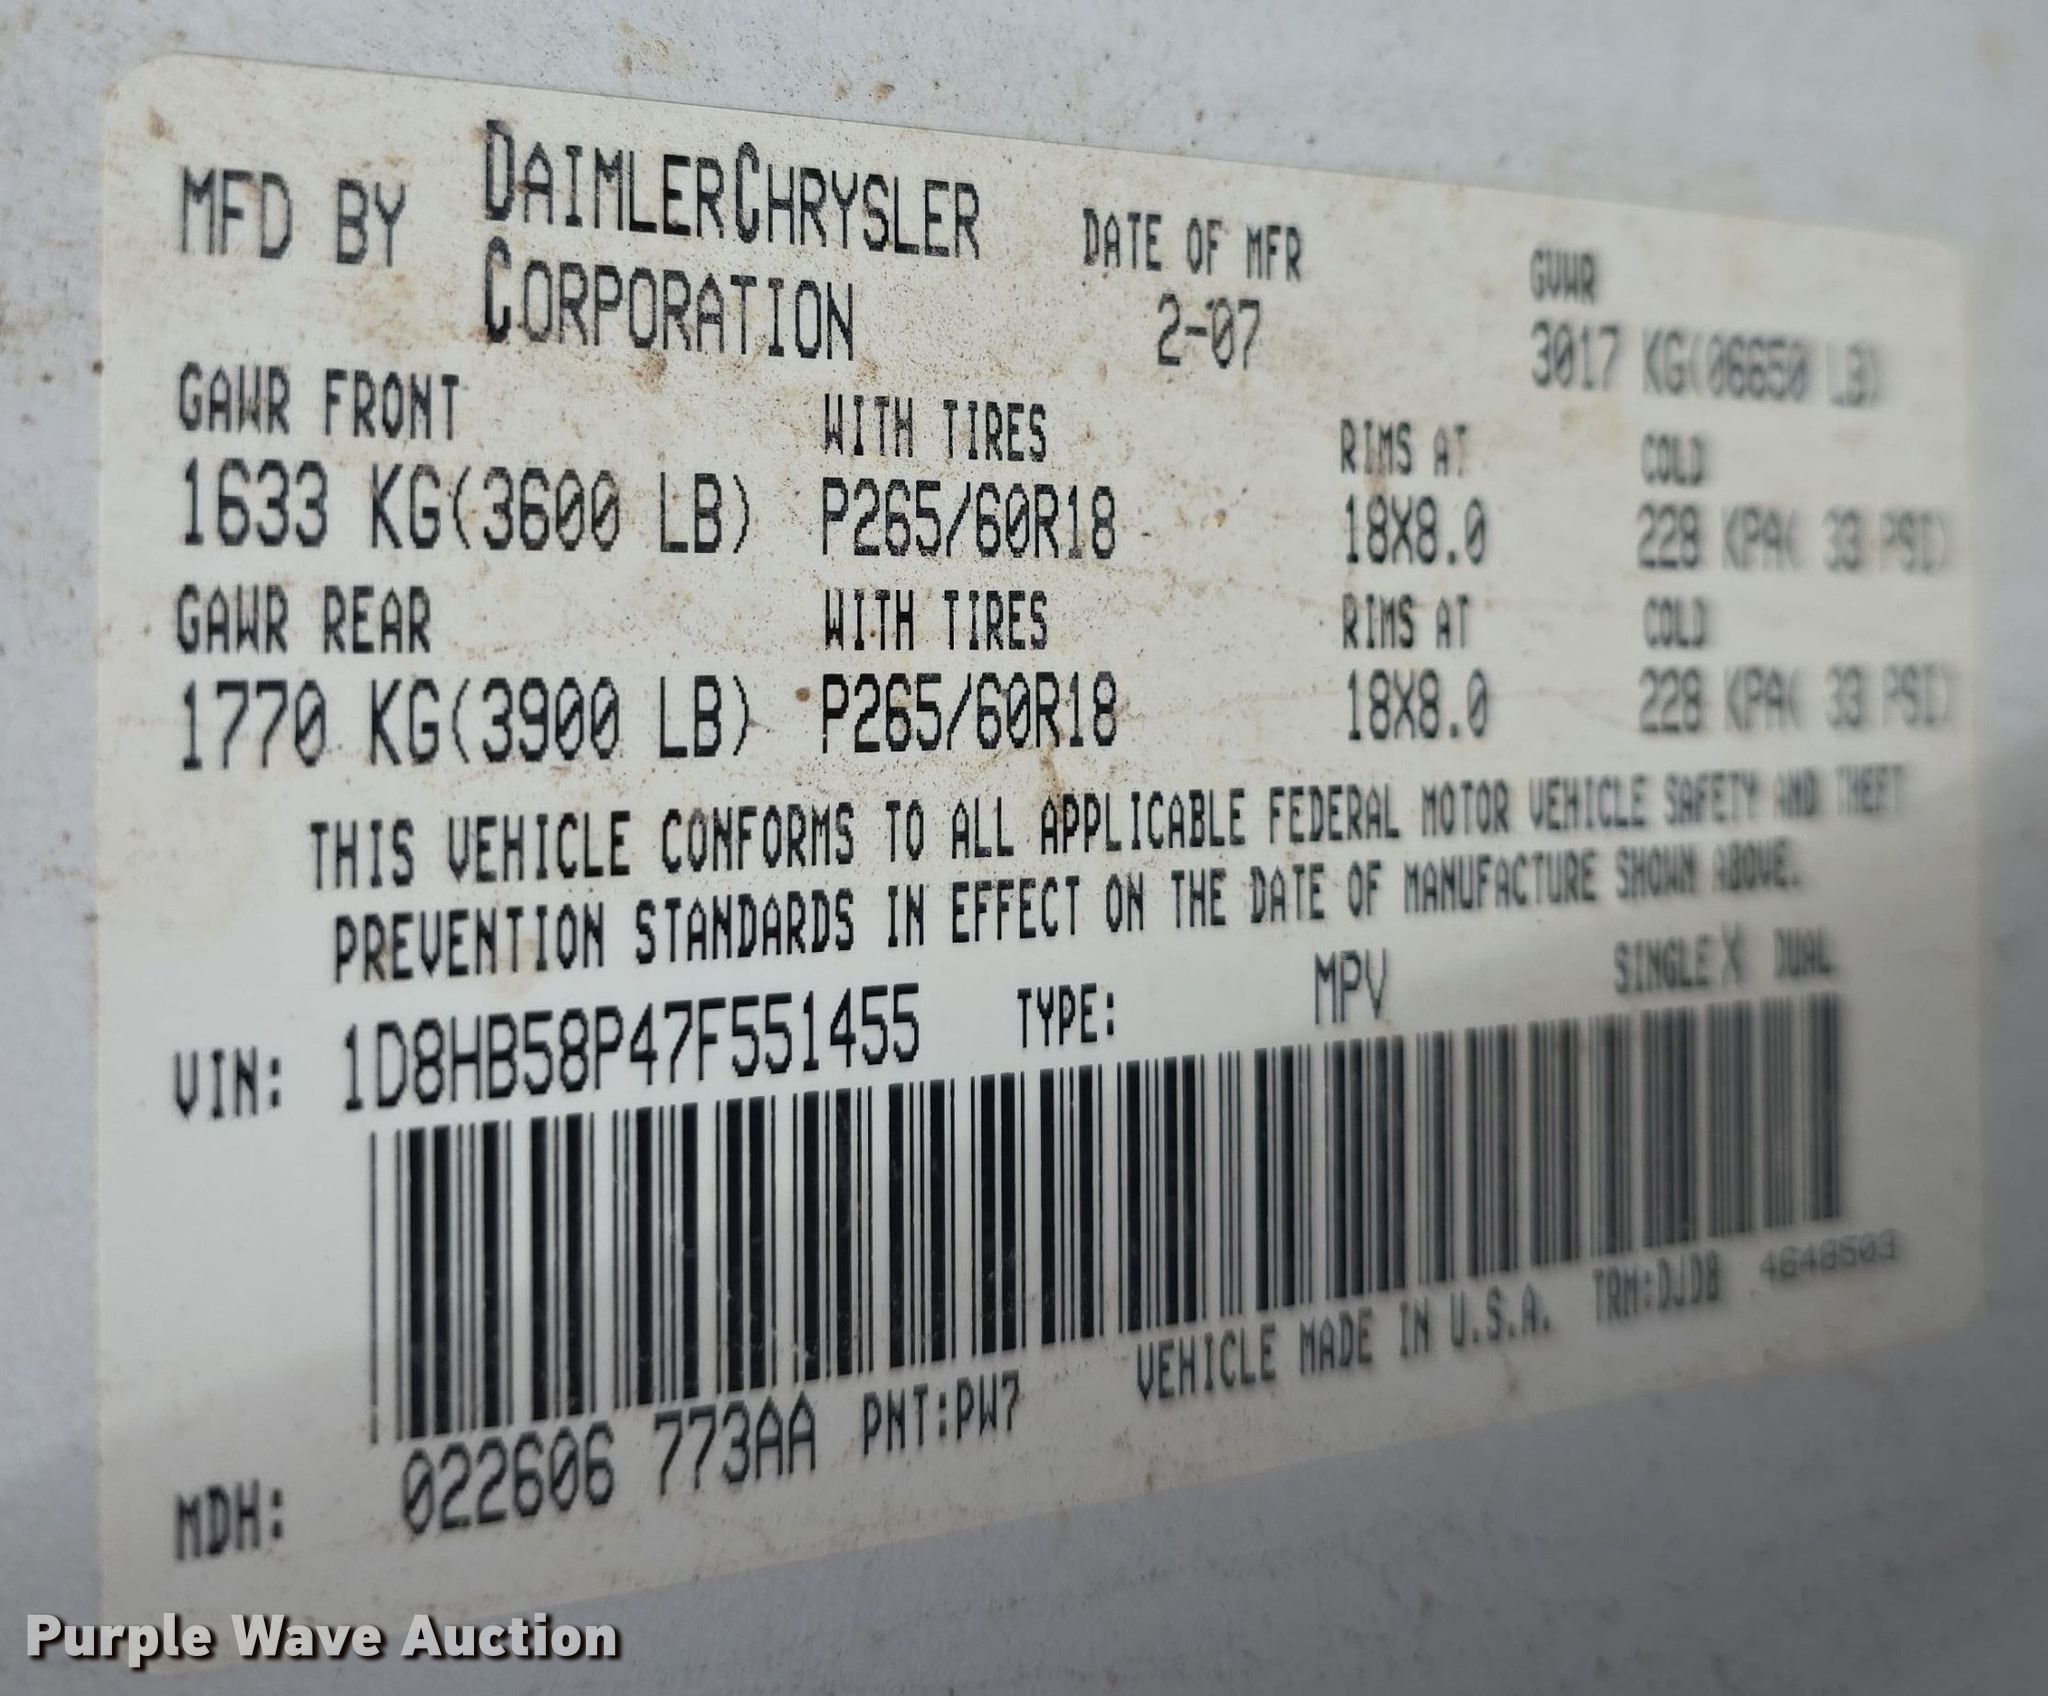 MFD BY DAIMLERCHRYSLER CORPORATION
DATE OF MFR
2-07
GVWR
3017 KG(06650 LB)
GAWR FRONT WITH TIRES RIMS AT COLD
1633 KG(3600 LB) P265/60R18 18X8.0 228 KPA( 33 PSI)
GAWR REAR WITH TIRES RIMS AT COLD
1770 KG(3900 LB) P265/60R18 18X8.0 228 KPA( 33 PSI)
THIS VEHICLE CONFORMS TO ALL APPLICABLE FEDERAL MOTOR VEHICLE SAFETY AND THEFT
PREVENTION STANDARDS IN EFFECT ON THE DATE OF MANUFACTURE SHOWN ABOVE.
VIN: 1D8HB58P47F551455 TYPE: MPV SINGLE X DUAL
MDH: 022606 773AA PNT:PW7 VEHICLE MADE IN U.S.A. TRM:DJD8 4648503
Purple Wave Auction